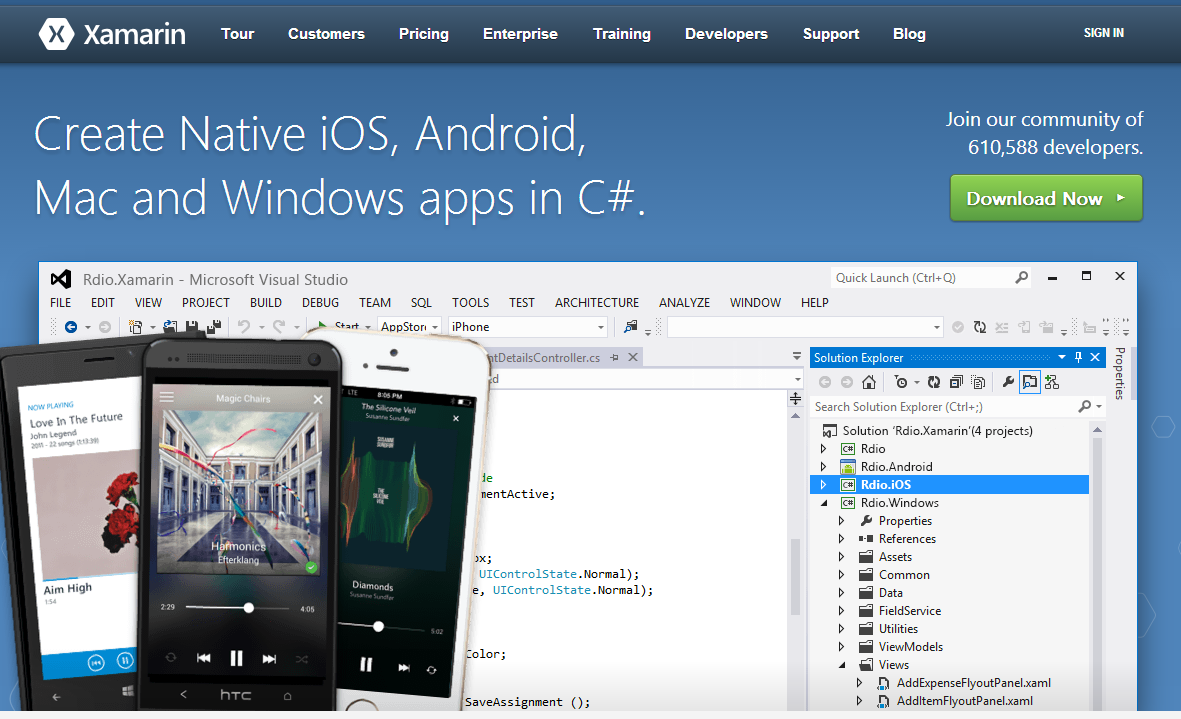 Xamarin Tour Customers Pricing Enterprise Training Developers Support Blog SIGN IN
Create Native iOS, Android,
Mac and Windows apps in C#.
Join our community of
610,588 developers.
Download Now
Rdio.Xamarin - Microsoft Visual Studio
Quick Launch (Ctrl+Q)
FILE EDIT VIEW PROJECT BUILD DEBUG TEAM SQL TOOLS TEST ARCHITECTURE ANALYZE WINDOW HELP
Start AppStore iPhone
ntDetailsController.cs
NOW PLAYING
Love In The Future
John Legend
2011 - 22 songs (1:13:39)
Aim High
1:54
Magic Chairs
Harmonics
Efterklang
2:29 4:05
hTC
LTE 8:05 PM
The Silicone Veil
Susanne Sundfør
SUSANNE
SUNDFØR
THE
SILICONE
VEIL
Diamonds
Susanne Sundfør
5:02
de
mentActive;
ox;
UIControlState.Normal);
e, UIControlState.Normal);
Color;
SaveAssignment ();
Solution Explorer
Properties
Search Solution Explorer (Ctrl+;)
Solution 'Rdio.Xamarin'(4 projects)
C# Rdio
Rdio.Android
C# Rdio.iOS
C# Rdio.Windows
Properties
References
Assets
Common
Data
FieldService
Utilities
ViewModels
Views
AddExpenseFlyoutPanel.xaml
AddItemFlyoutPanel.xaml